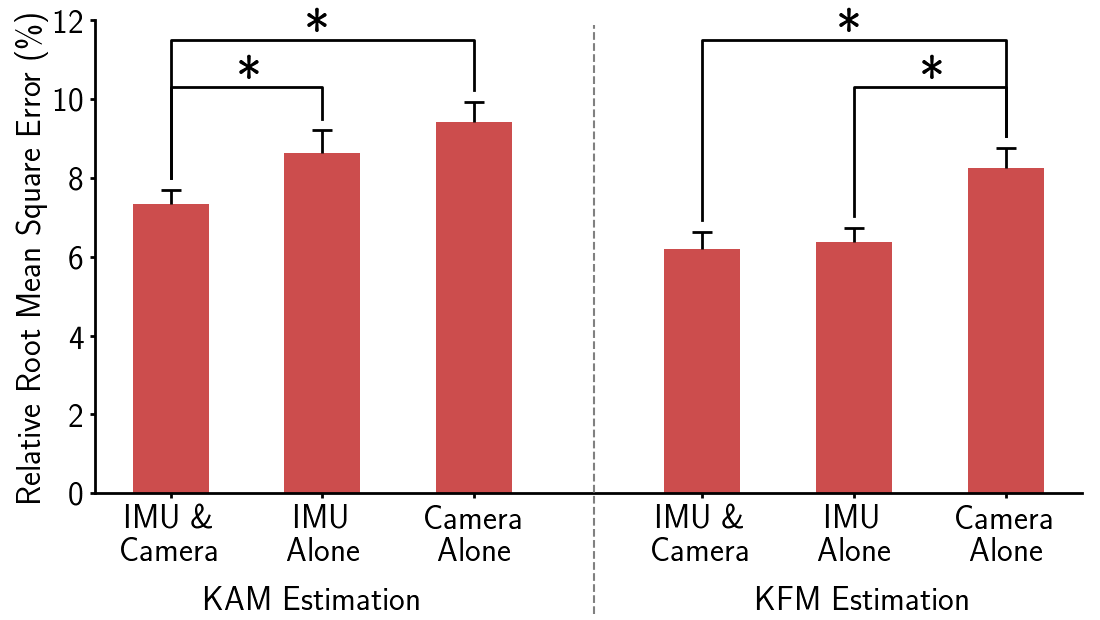 Relative Root Mean Square Error (%)
12
10
8
6
4
2
0
*
*
*
*
IMU &
Camera
IMU
Alone
Camera
Alone
IMU &
Camera
IMU
Alone
Camera
Alone
KAM Estimation
KFM Estimation